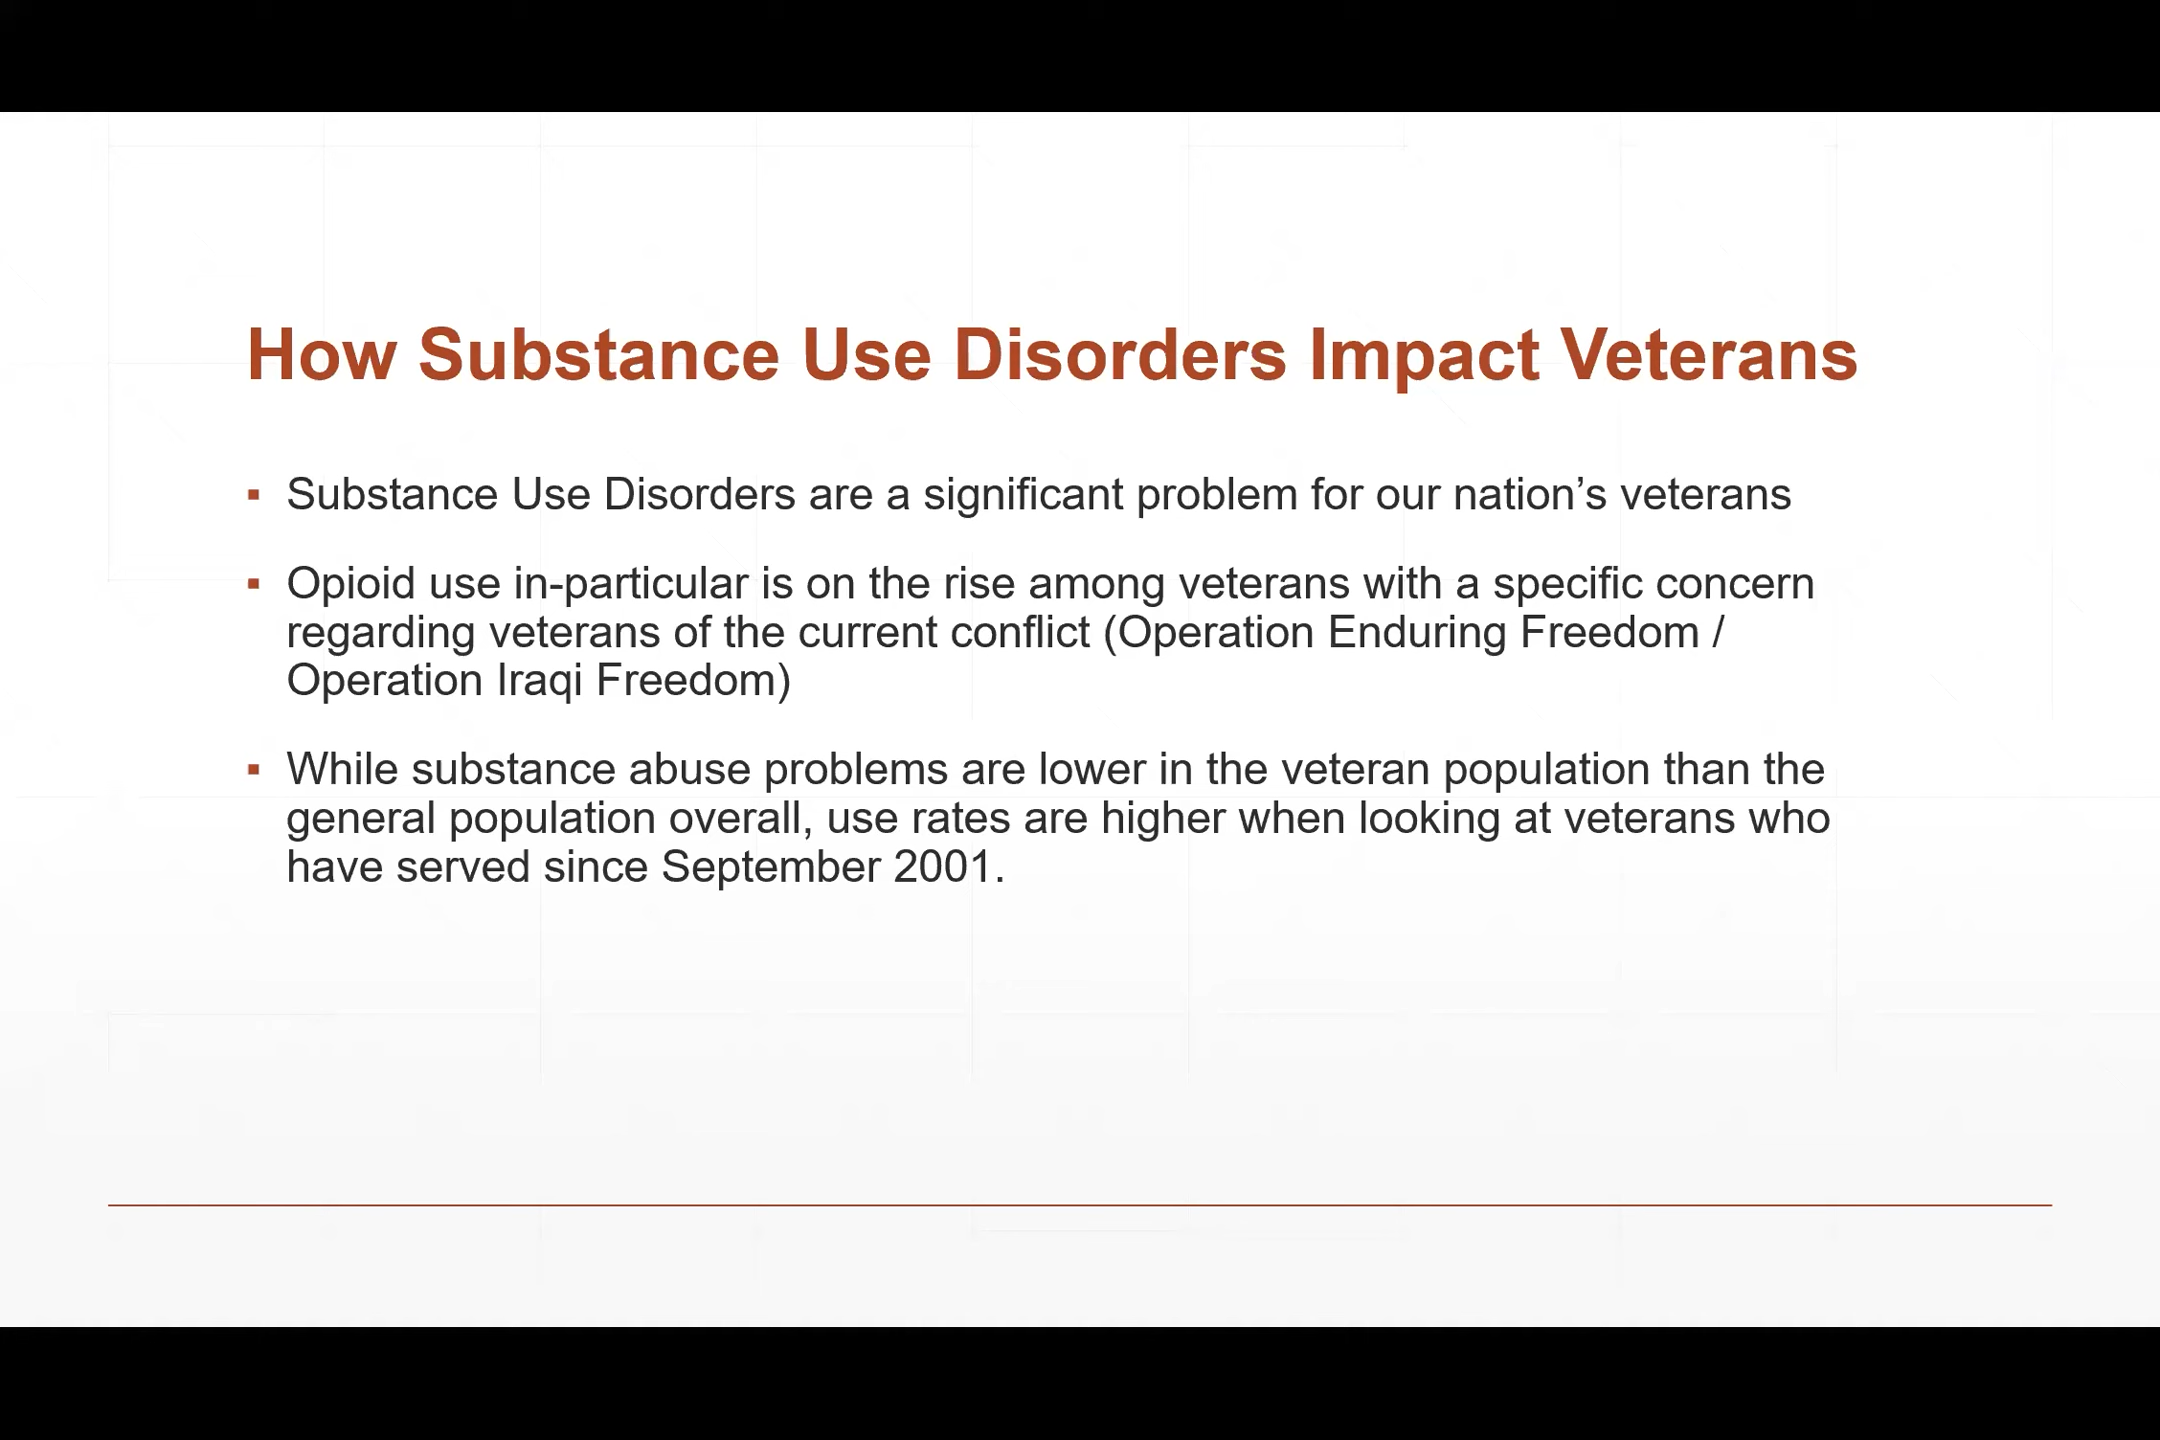 How Substance Use Disorders Impact Veterans
▪ Substance Use Disorders are a significant problem for our nation’s veterans
▪ Opioid use in-particular is on the rise among veterans with a specific concern
regarding veterans of the current conflict (Operation Enduring Freedom /
Operation Iraqi Freedom)
▪ While substance abuse problems are lower in the veteran population than the
general population overall, use rates are higher when looking at veterans who
have served since September 2001.